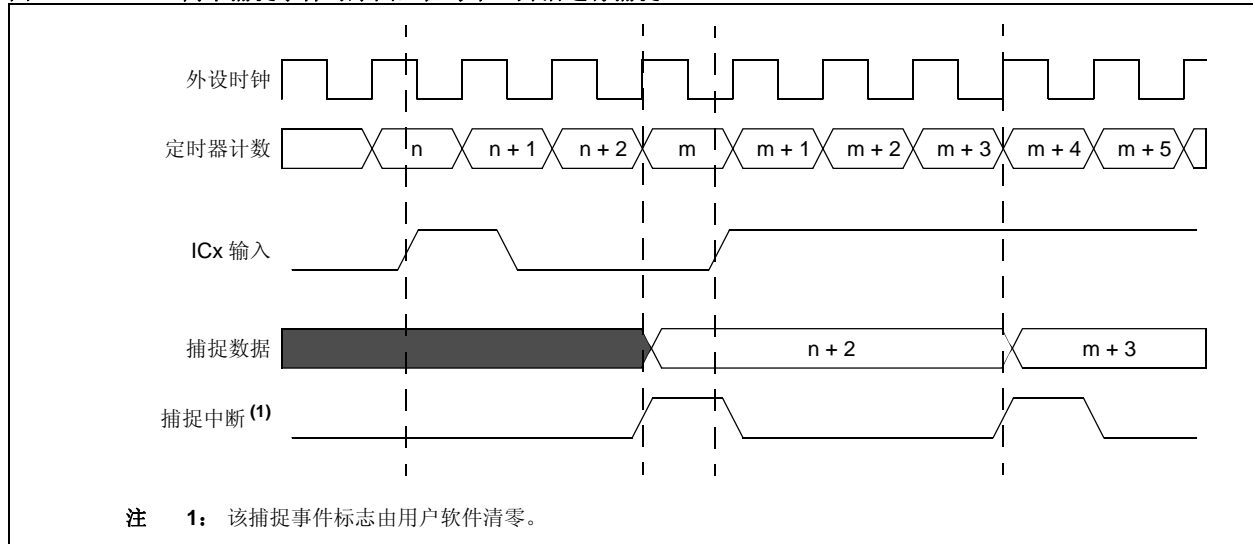 外设时钟
定时器计数 n n + 1 n + 2 m m + 1 m + 2 m + 3 m + 4 m + 5
ICx 输入
捕捉数据 n + 2 m + 3
捕捉中断 (1)
注 1： 该捕捉事件标志由用户软件清零。